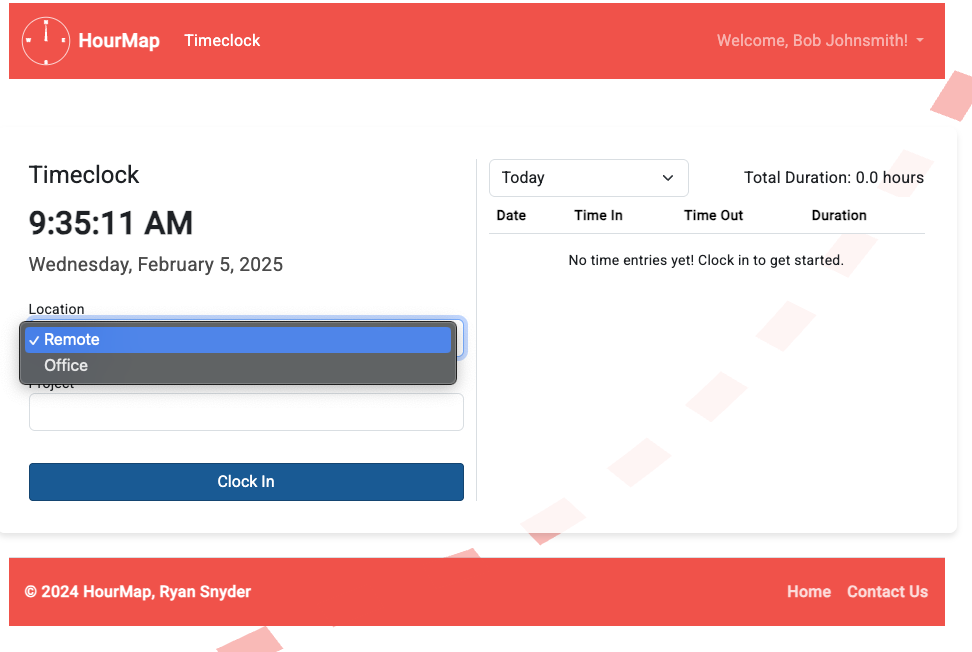 HourMap Timeclock Welcome, Bob Johnsmith!
Timeclock
9:35:11 AM
Wednesday, February 5, 2025
Location
✓ Remote
Office
Project
Clock In
Today Total Duration: 0.0 hours
Date Time In Time Out Duration
No time entries yet! Clock in to get started.
© 2024 HourMap, Ryan Snyder Home Contact Us